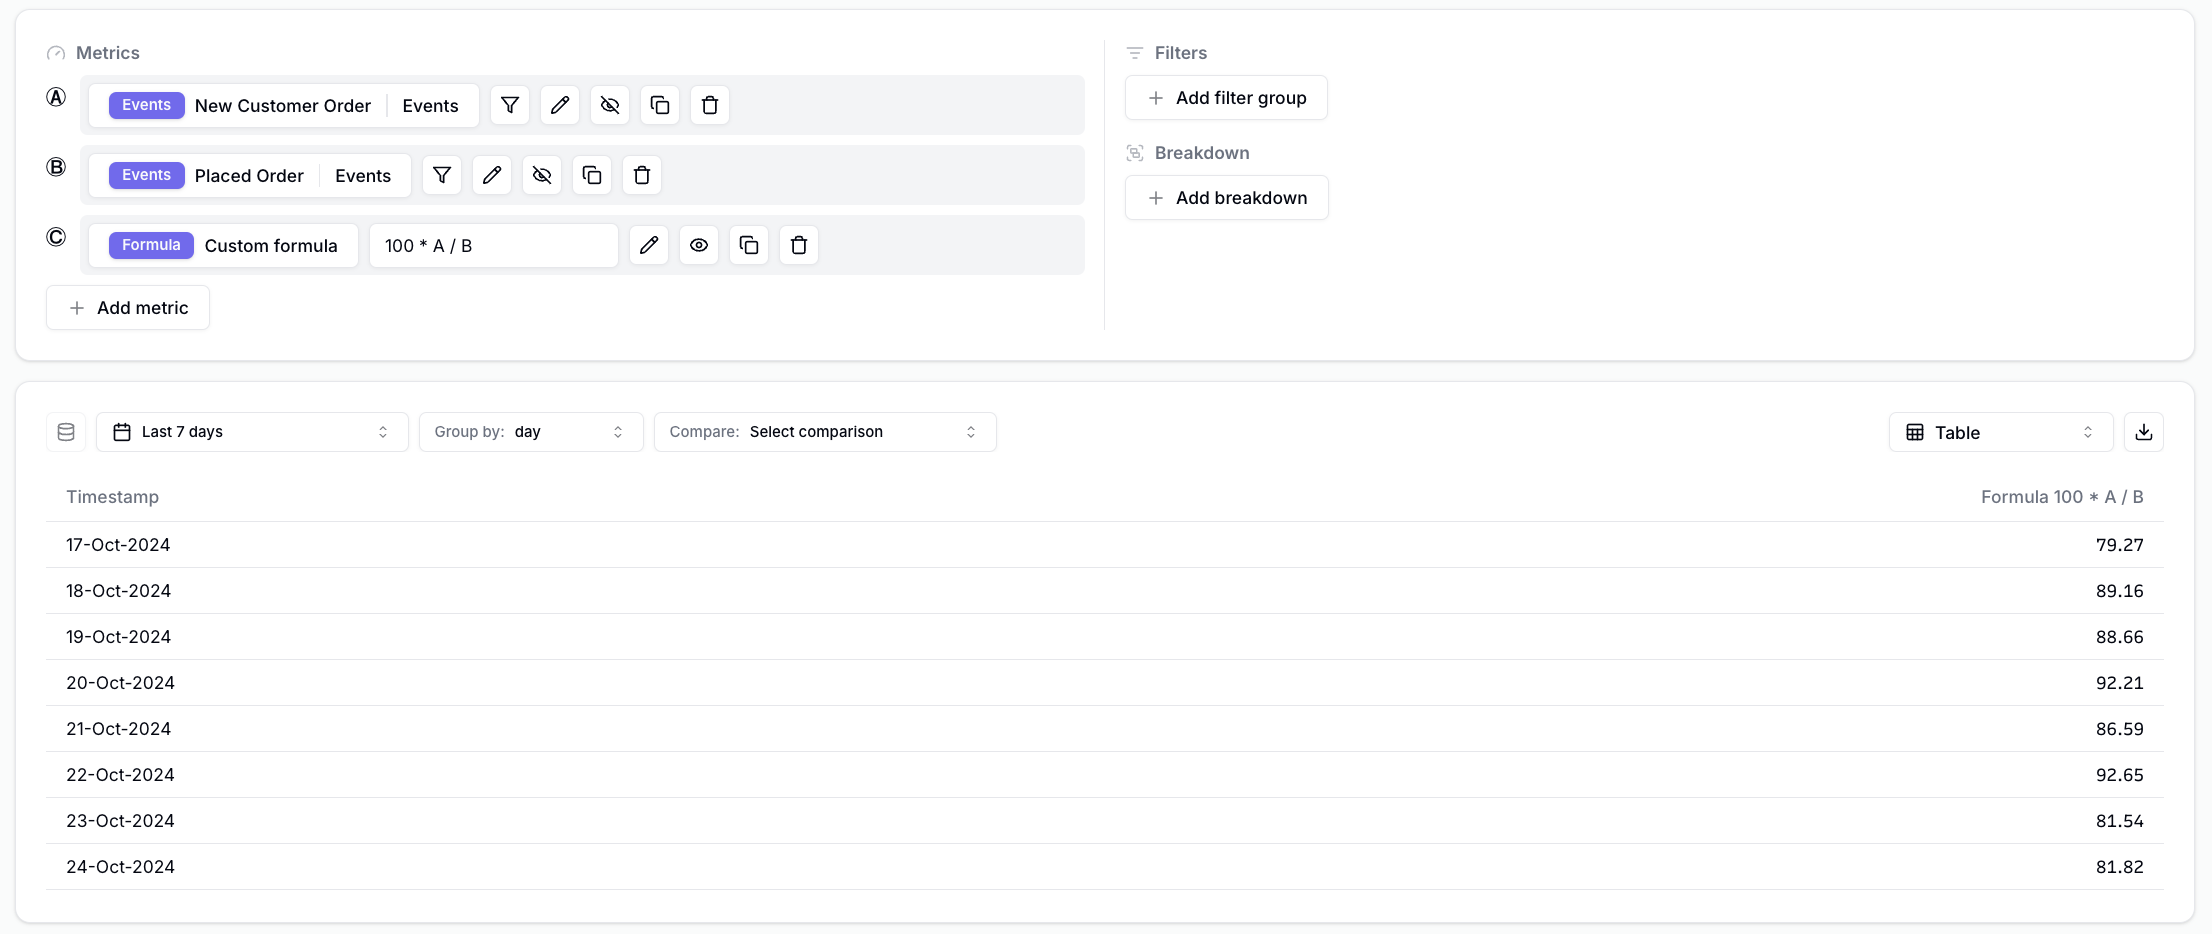 Metrics
A Events New Customer Order Events
B Events Placed Order Events
C Formula Custom formula 100 * A / B
Add metric
Filters
Add filter group
Breakdown
Add breakdown
Last 7 days Group by: day Compare: Select comparison Table
Timestamp Formula 100 * A / B
17-Oct-2024 79.27
18-Oct-2024 89.16
19-Oct-2024 88.66
20-Oct-2024 92.21
21-Oct-2024 86.59
22-Oct-2024 92.65
23-Oct-2024 81.54
24-Oct-2024 81.82